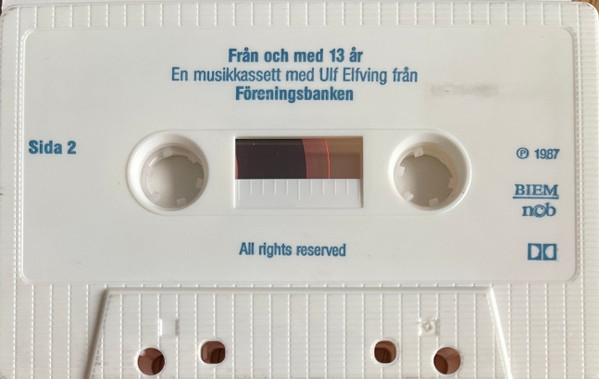 Från och med 13 år
En musikkassett med Ulf Elfving från
Föreningsbanken
Sida 2
℗ 1987
BIEM
ncb
All rights reserved